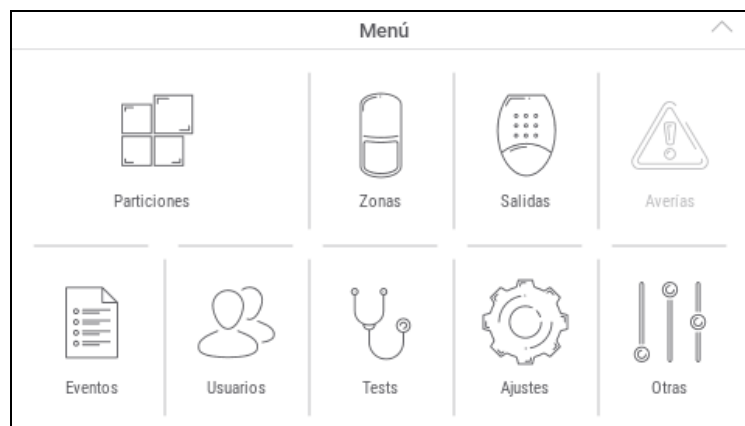 Menú
Particiones
Zonas
Salidas
Averías
Eventos
Usuarios
Tests
Ajustes
Otras